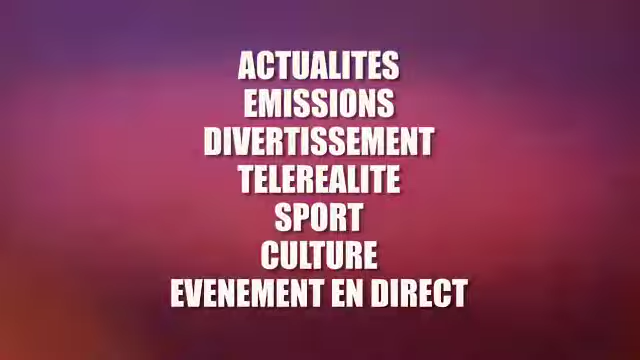 ACTUALITES
EMISSIONS
DIVERTISSEMENT
TELEREALITE
SPORT
CULTURE
EVENEMENT EN DIRECT